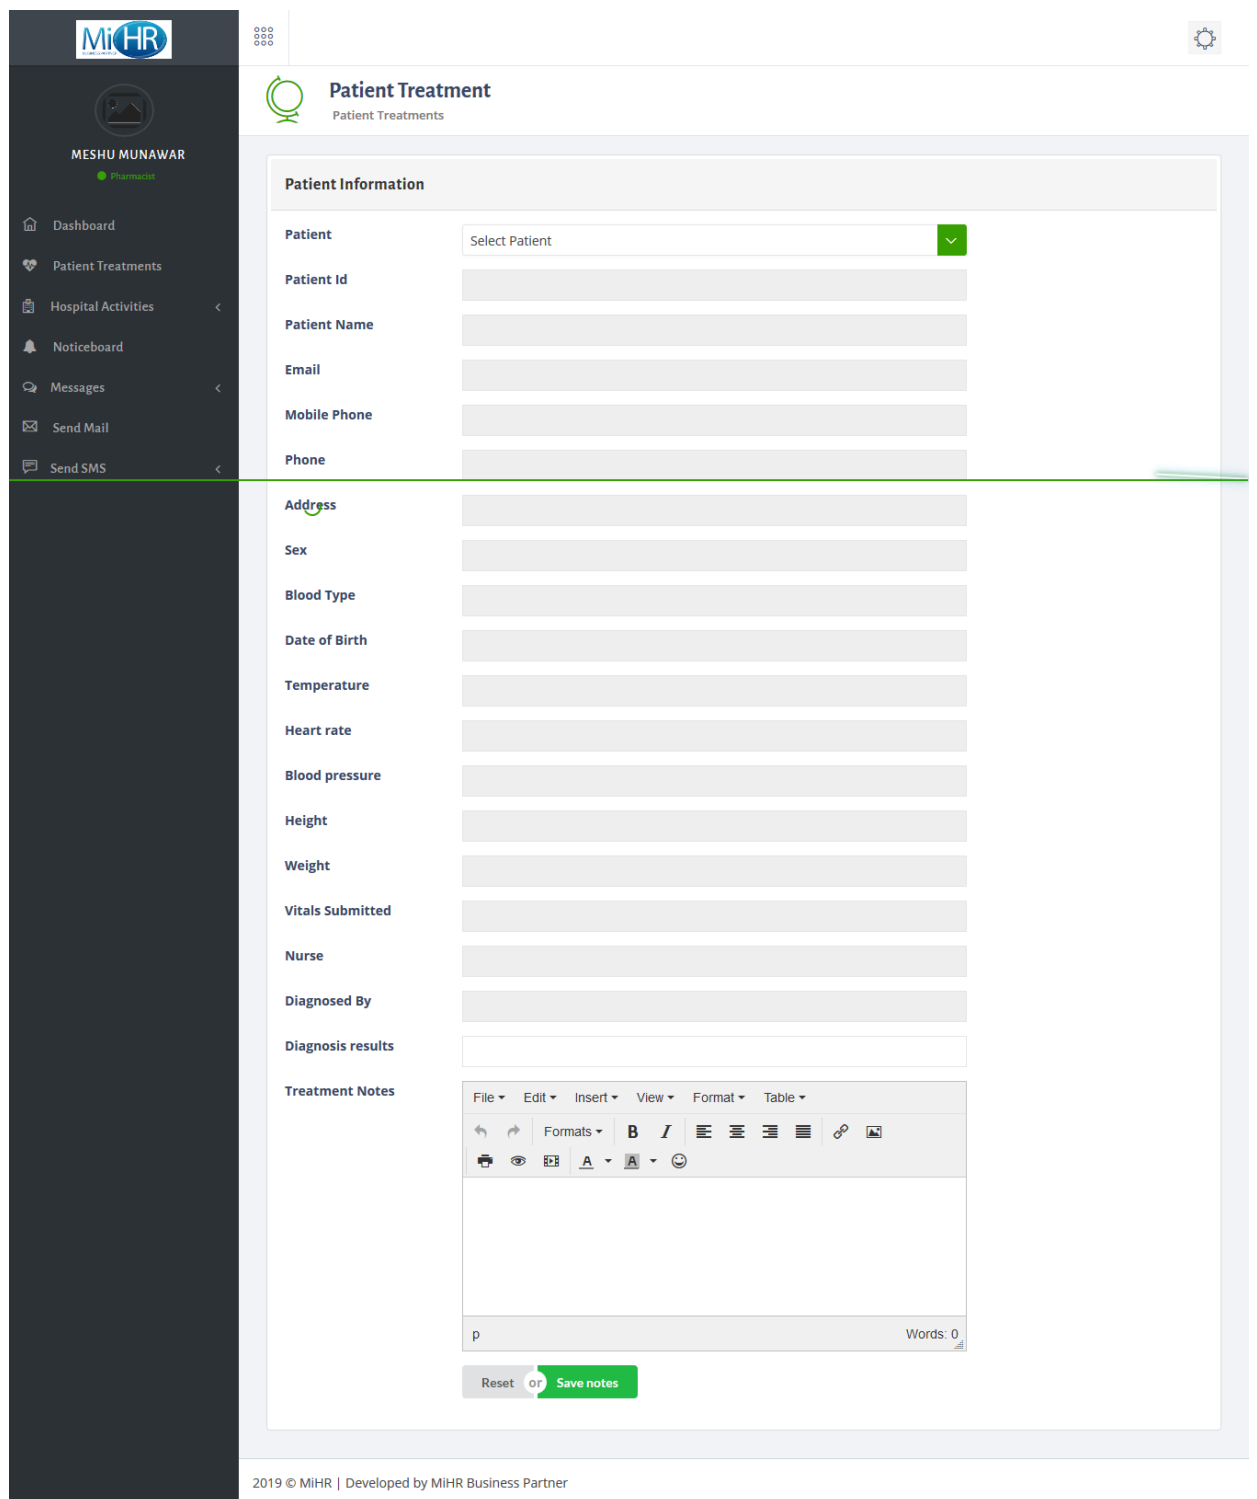 MiHR
Patient Treatment
Patient Treatments
MESHU MUNAWAR
Pharmacist
Dashboard
Patient Treatments
Hospital Activities
Noticeboard
Messages
Send Mail
Send SMS
Patient Information
Patient
Select Patient
Patient Id
Patient Name
Email
Mobile Phone
Phone
Address
Sex
Blood Type
Date of Birth
Temperature
Heart rate
Blood pressure
Height
Weight
Vitals Submitted
Nurse
Diagnosed By
Diagnosis results
Treatment Notes
File Edit Insert View Format Table
Formats B I
A A
p Words: 0
Reset or Save notes
2019 © MiHR | Developed by MiHR Business Partner